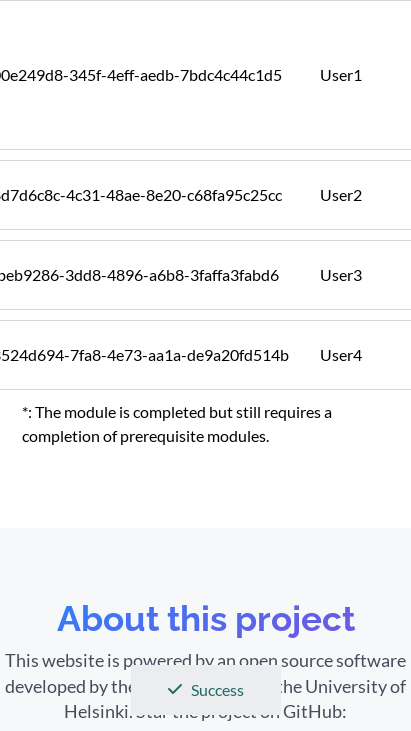 0e249d8-345f-4eff-aedb-7bdc4c44c1d5 User1
d7d6c8c-4c31-48ae-8e20-c68fa95c25cc User2
beb9286-3dd8-4896-a6b8-3faffa3fabd6 User3
524d694-7fa8-4e73-aa1a-de9a20fd514b User4
*: The module is completed but still requires a
completion of prerequisite modules.
About this project
This website is powered by an open source software
developed by the the University of
Success
Helsinki. Star the project on GitHub: